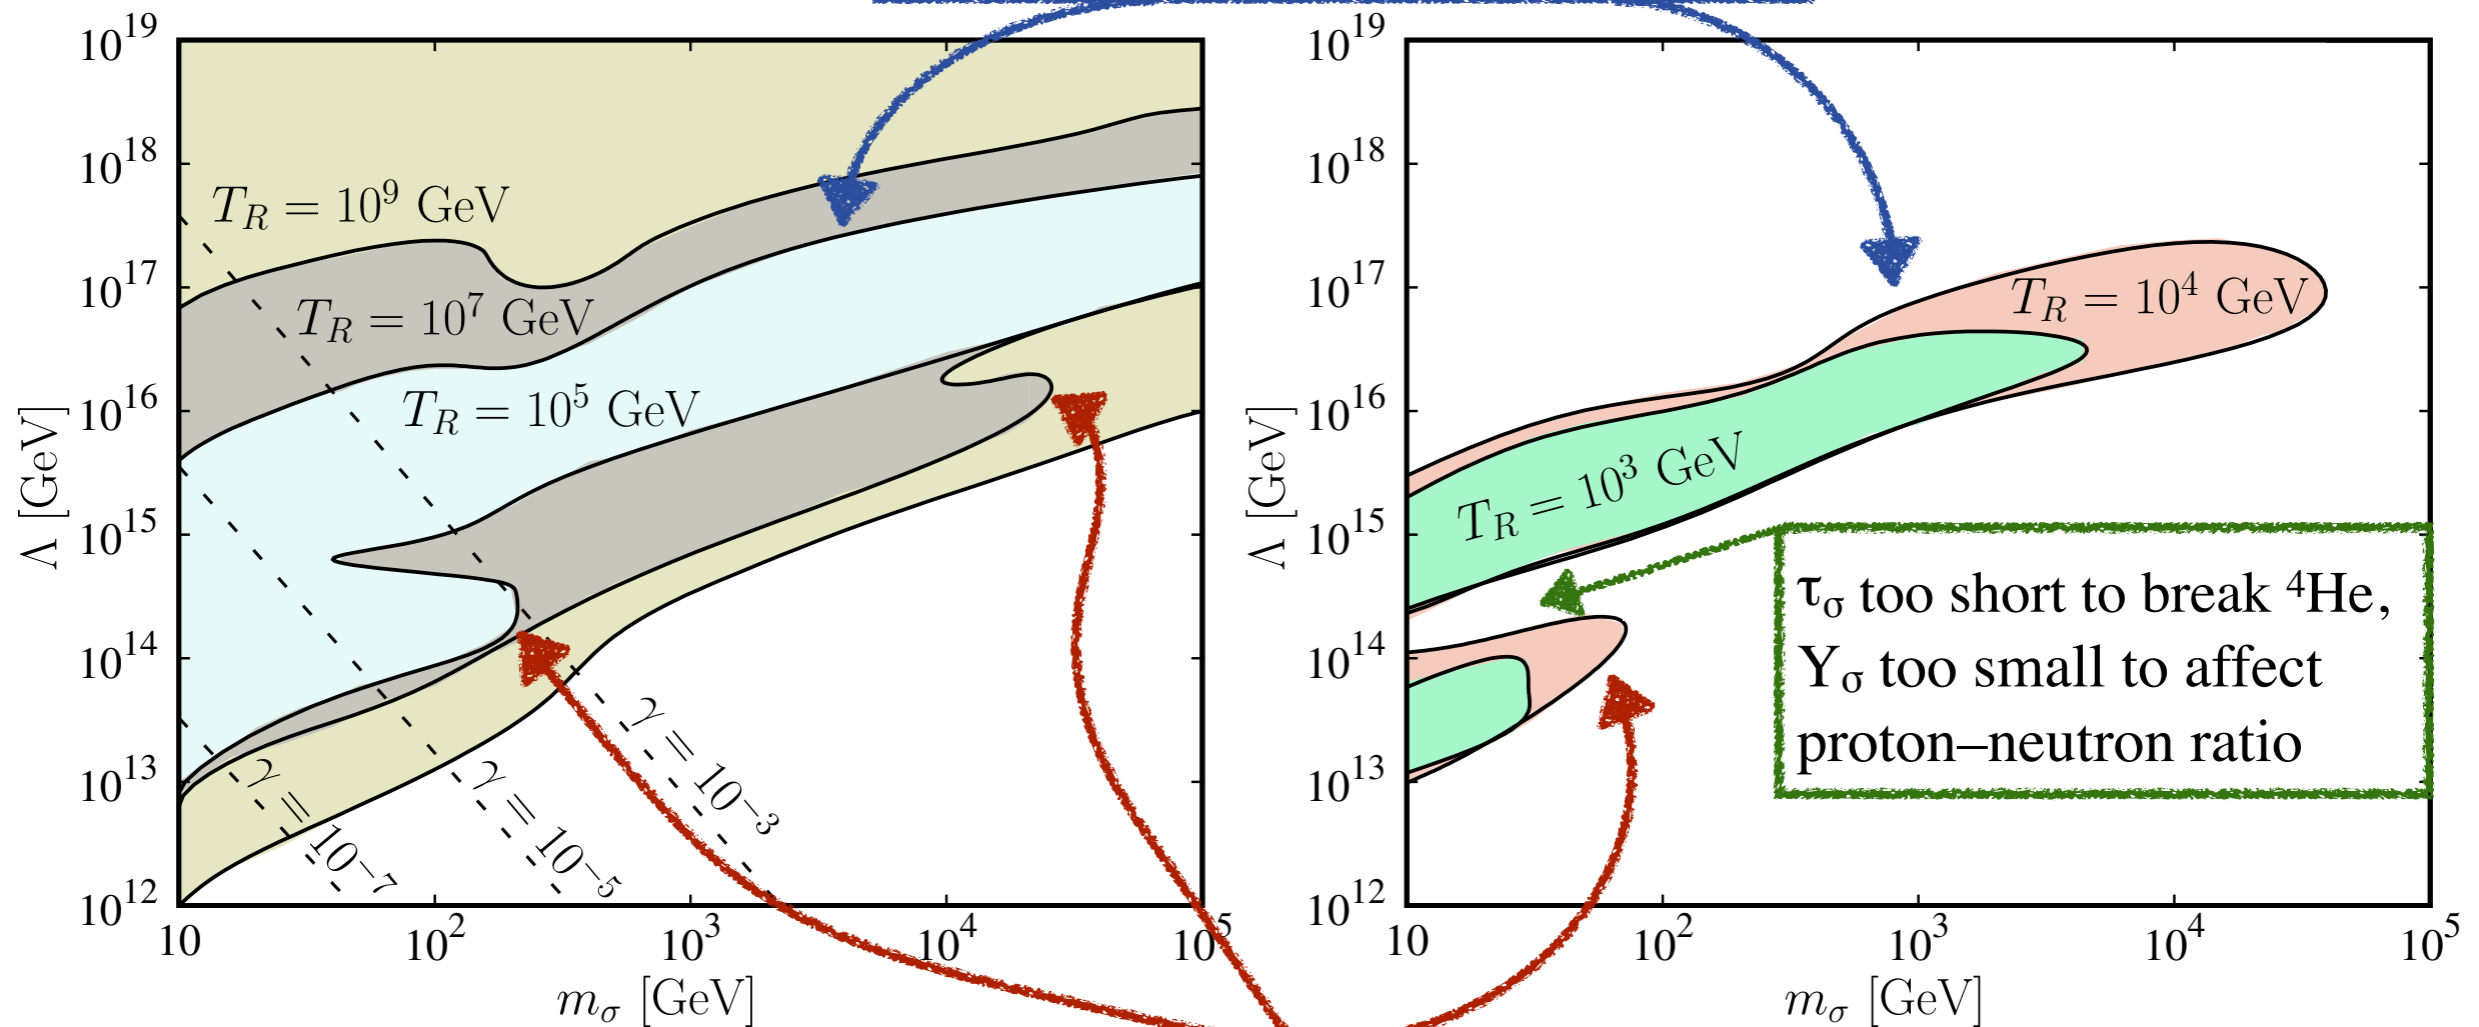 10^19
10^18
10^17
10^16
10^15
10^14
10^13
10^12
Λ [GeV]
T_R = 10^9 GeV
T_R = 10^7 GeV
T_R = 10^5 GeV
γ = 10^−7
γ = 10^−5
γ = 10^−3
10
10^2
10^3
10^4
10^5
m_σ [GeV]
10^19
10^18
10^17
10^16
10^15
10^14
10^13
10^12
Λ [GeV]
T_R = 10^4 GeV
T_R = 10^3 GeV
τ_σ too short to break ^4He,
Y_σ too small to affect
proton–neutron ratio
10
10^2
10^3
10^4
10^5
m_σ [GeV]